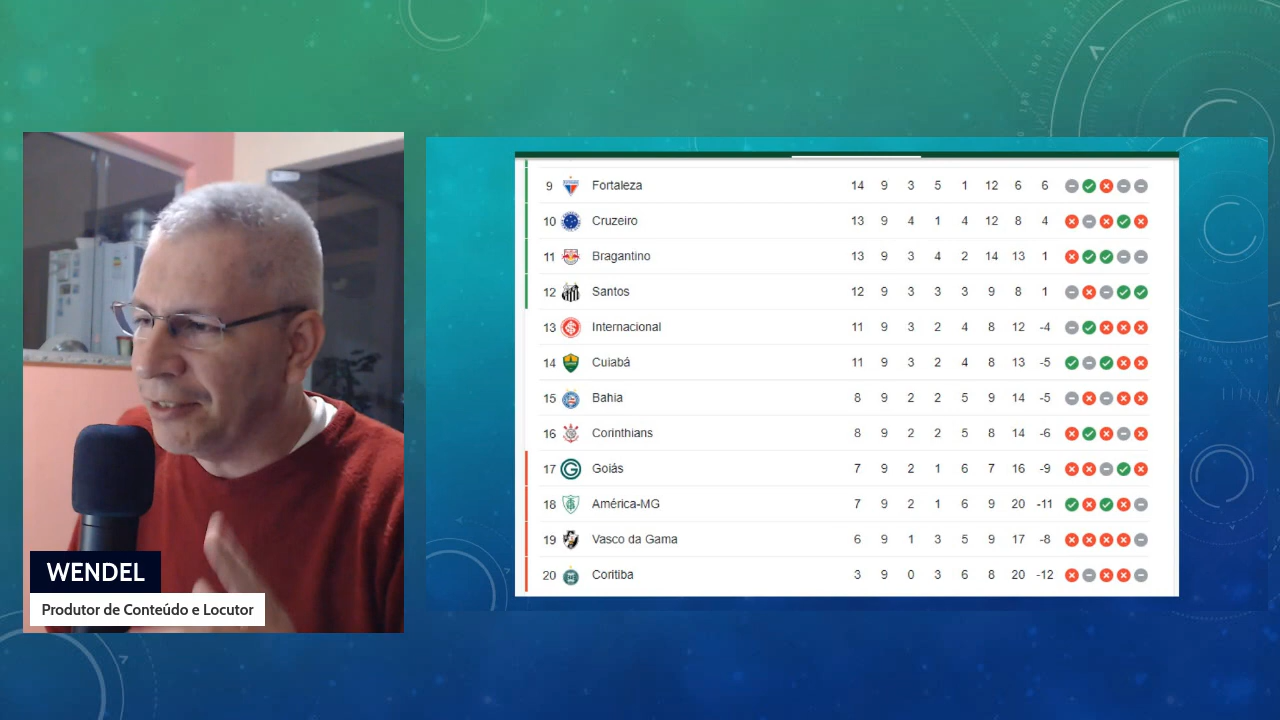 9 Fortaleza 14 9 3 5 1 12 6 6
10 Cruzeiro 13 9 4 1 4 12 8 4
11 Bragantino 13 9 3 4 2 14 13 1
12 Santos 12 9 3 3 3 9 8 1
13 Internacional 11 9 3 2 4 8 12 -4
14 Cuiabá 11 9 3 2 4 8 13 -5
15 Bahia 8 9 2 2 5 9 14 -5
16 Corinthians 8 9 2 2 5 8 14 -6
17 Goiás 7 9 2 1 6 7 16 -9
18 América-MG 7 9 2 1 6 9 20 -11
19 Vasco da Gama 6 9 1 3 5 9 17 -8
20 Coritiba 3 9 0 3 6 8 20 -12
WENDEL
Produtor de Conteúdo e Locutor